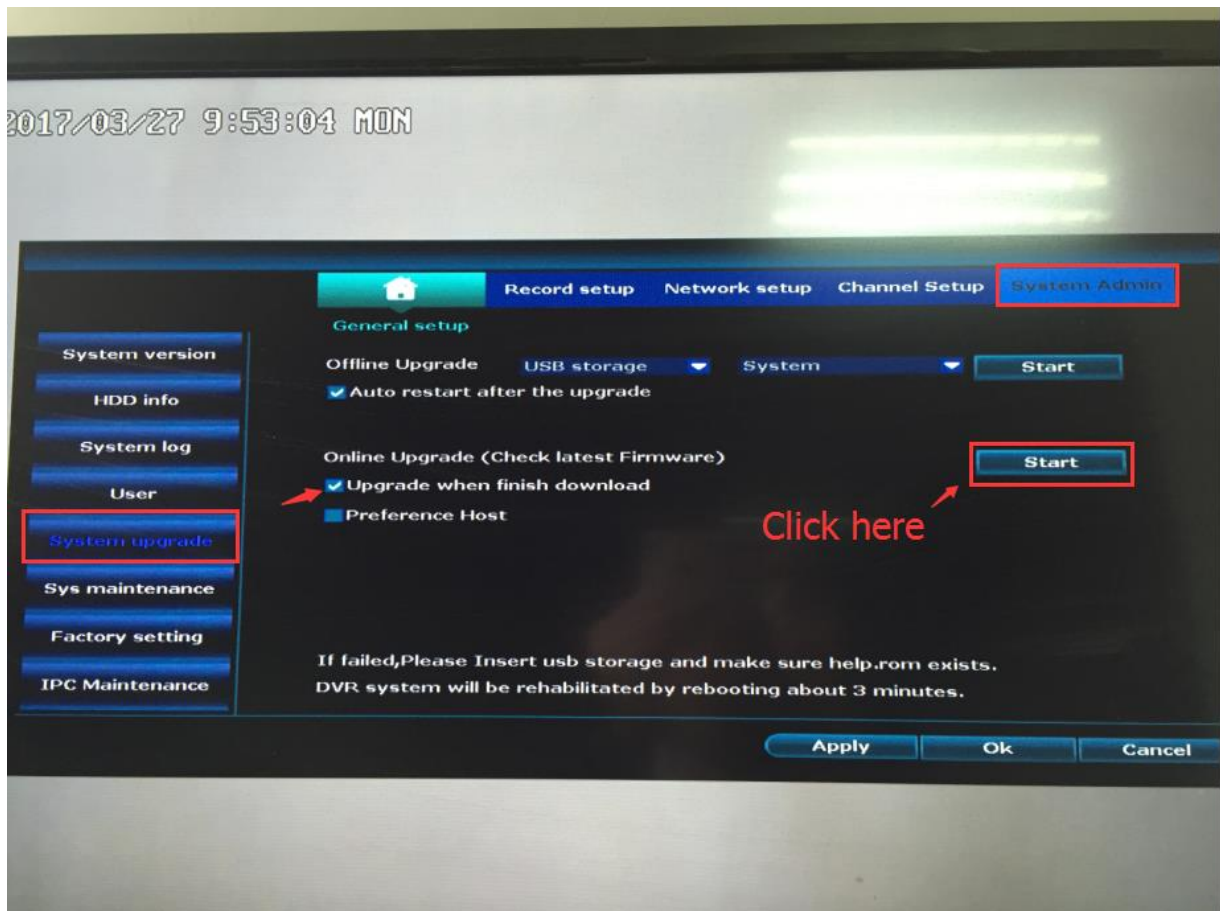 2017/03/27 9:53:04 MON
Record setup Network setup Channel Setup System Admin
General setup
System version
HDD info
System log
User
System upgrade
Sys maintenance
Factory setting
IPC Maintenance
Offline Upgrade USB storage System Start
Auto restart after the upgrade
Online Upgrade (Check latest Firmware) Start
Upgrade when finish download
Preference Host
Click here
If failed,Please Insert usb storage and make sure help.rom exists.
DVR system will be rehabilitated by rebooting about 3 minutes.
Apply Ok Cancel